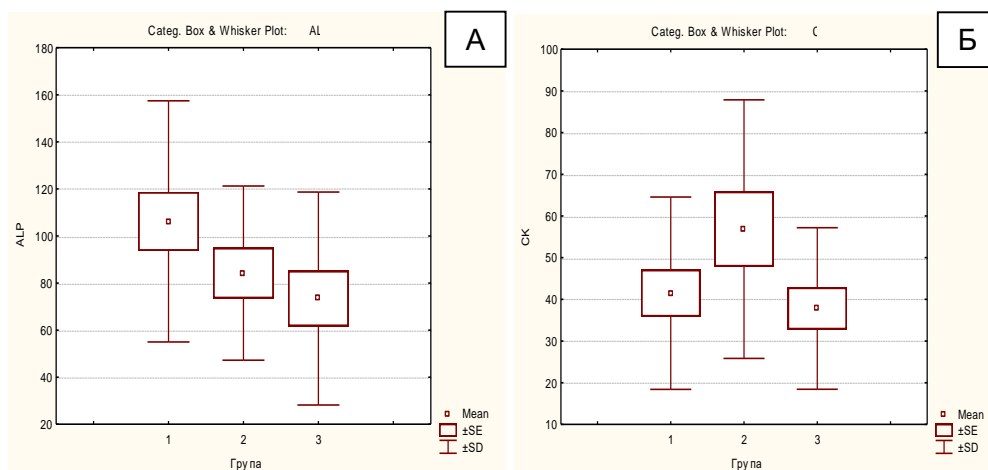 Categ. Box & Whisker Plot: AL
А
180
160
140
120
100
80
60
40
20
ALP
1 2 3
Група
Mean
±SE
±SD
Categ. Box & Whisker Plot:
Б
100
90
80
70
60
50
40
30
20
10
CK
1 2 3
Група
Mean
±SE
±SD